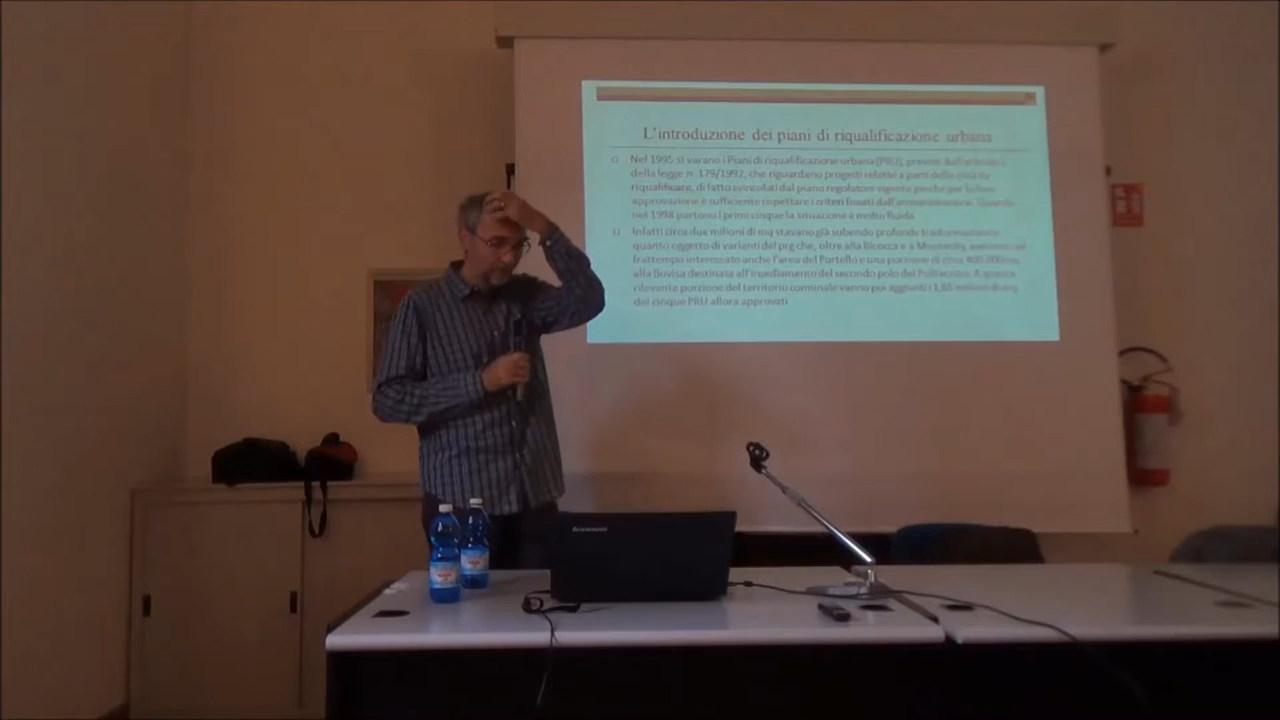 L'introduzione dei piani di riqualificazione urbana
Nel 1995 si varano i Piani di riqualificazione urbana (PRU), previsti dall'articolo
della legge n. 179/1992, che riguardano progetti relativi a parti della città da
riqualificare, di fatto svincolati dal piano regolatore vigente perché per la loro
approvazione è sufficiente rispettare i criteri fissati dall'amministrazione. Quando
nel 1998 partono i primi cinque la situazione è molto fluida
Infatti circa due milioni di mq stavano già subendo profonde trasformazioni
quanto oggetto di varianti del prg che, oltre alla Bicocca e a Montecity, avevano nel
frattempo interessato anche l'area del Portello e una porzione di circa 400.000mq
alla Bovisa destinata all'insediamento del secondo polo del Politecnico. A questa
rilevante porzione del territorio comunale vanno poi aggiunti i 1,85 milioni di mq
dei cinque PRU allora approvati